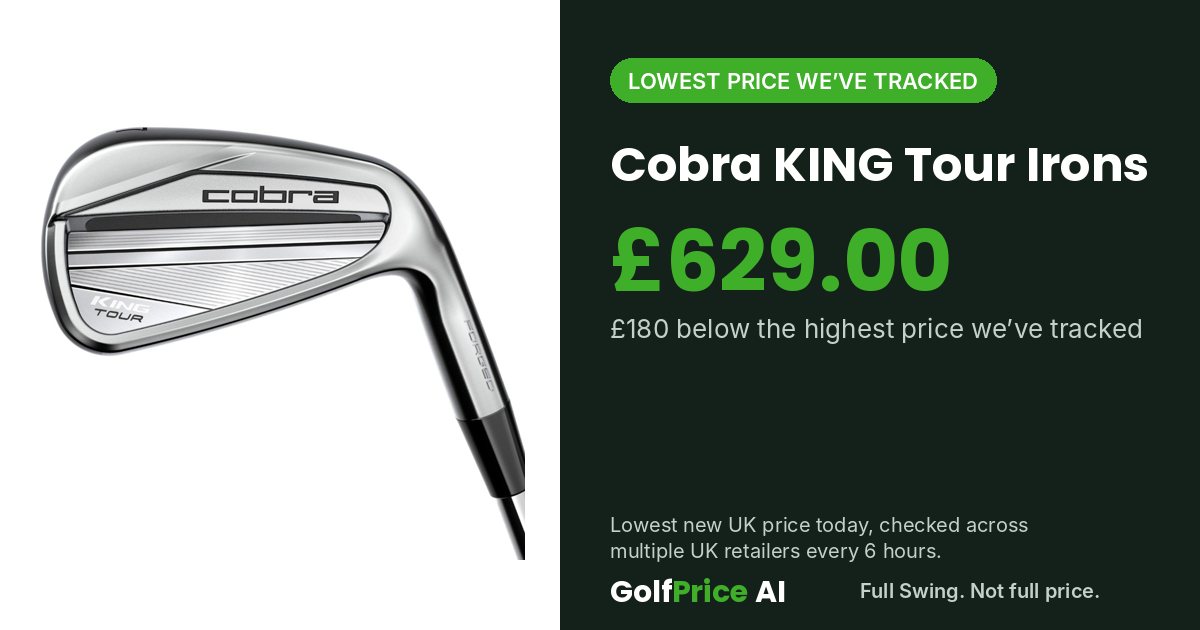 cobra
KING
TOUR
FORGED
LOWEST PRICE WE’VE TRACKED
Cobra KING Tour Irons
£629.00
£180 below the highest price we’ve tracked
Lowest new UK price today, checked across
multiple UK retailers every 6 hours.
GolfPrice AI
Full Swing. Not full price.